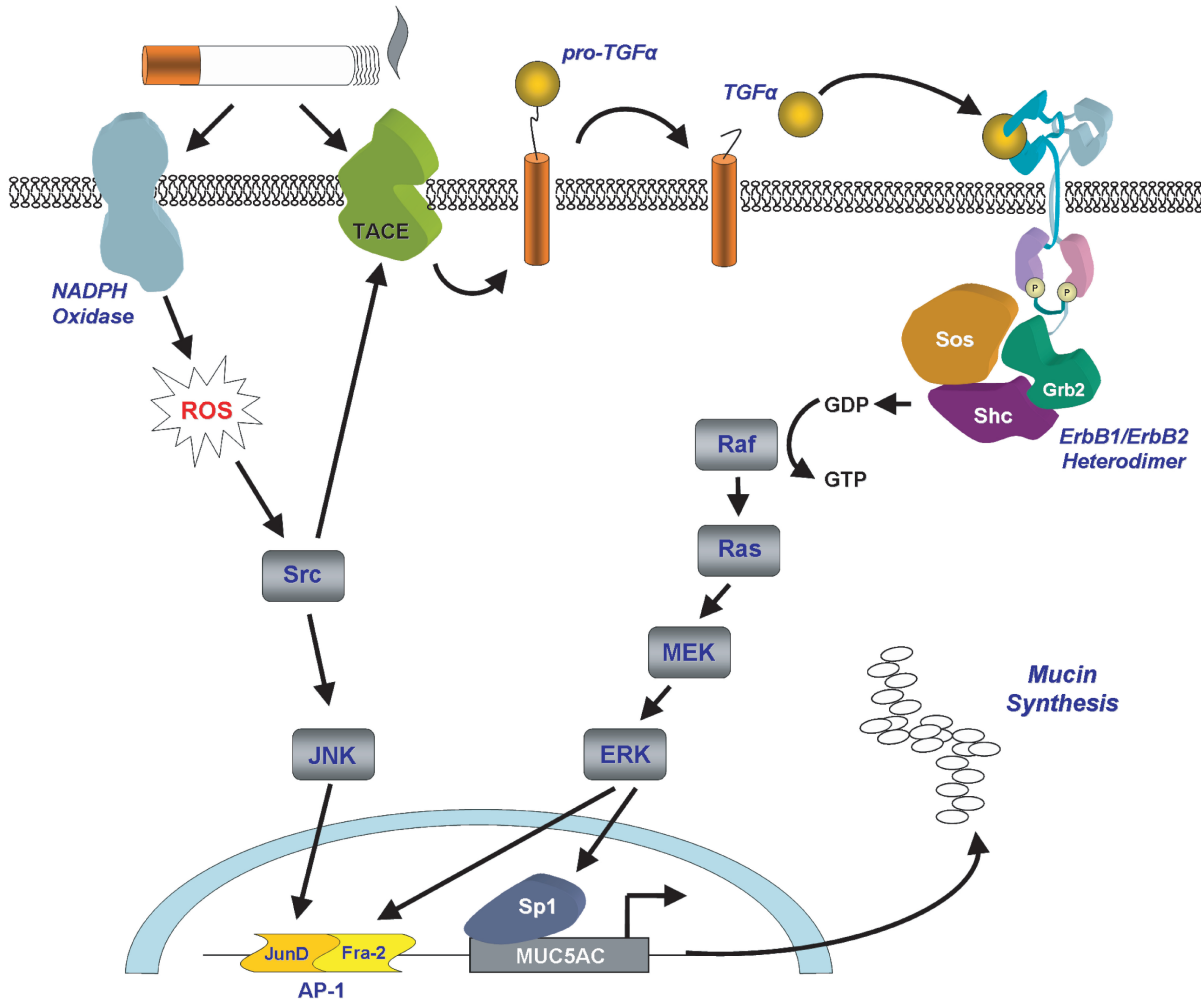 pro-TGFα
TGFα
TACE
NADPH
Oxidase
P
P
Sos
Grb2
Shc
ErbB1/ErbB2
Heterodimer
ROS
GDP
GTP
Raf
Ras
Src
MEK
Mucin
Synthesis
JNK
ERK
Sp1
JunD
Fra-2
MUC5AC
AP-1